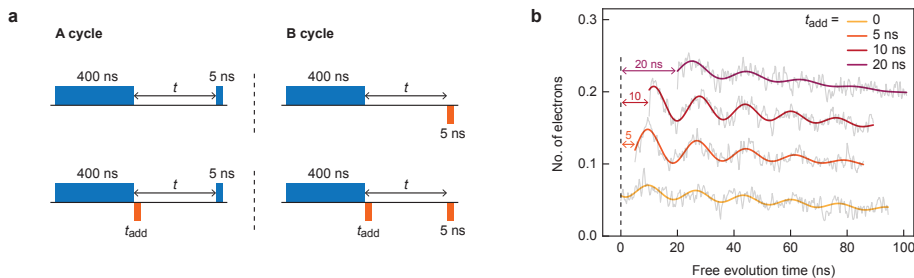 a
A cycle
B cycle
400 ns
t
5 ns
400 ns
t
5 ns
400 ns
t
5 ns
t_add
400 ns
t
t_add
5 ns
b
t_add =
0
5 ns
10 ns
20 ns
20 ns
10
5
0.3
0.2
0.1
0.0
No. of electrons
0
20
40
60
80
100
Free evolution time (ns)